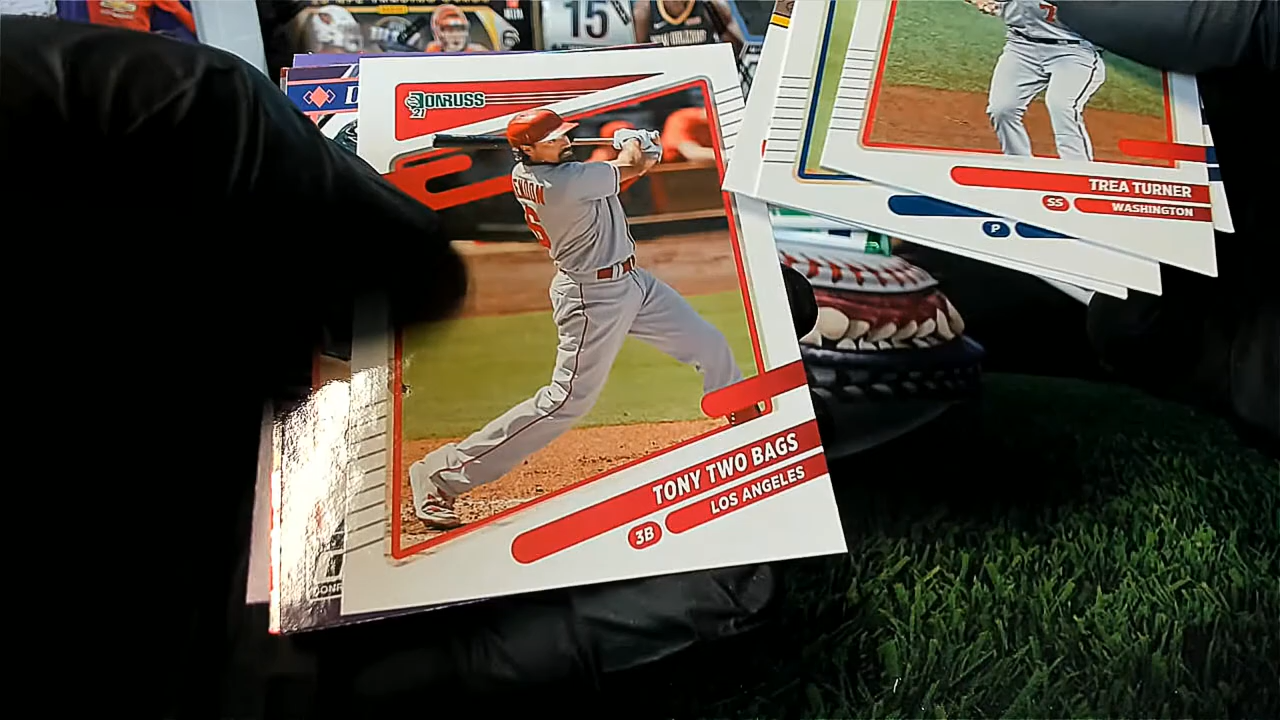 15
DONRUSS
21
TONY TWO BAGS
3B
LOS ANGELES
TREA TURNER
SS
WASHINGTON
P